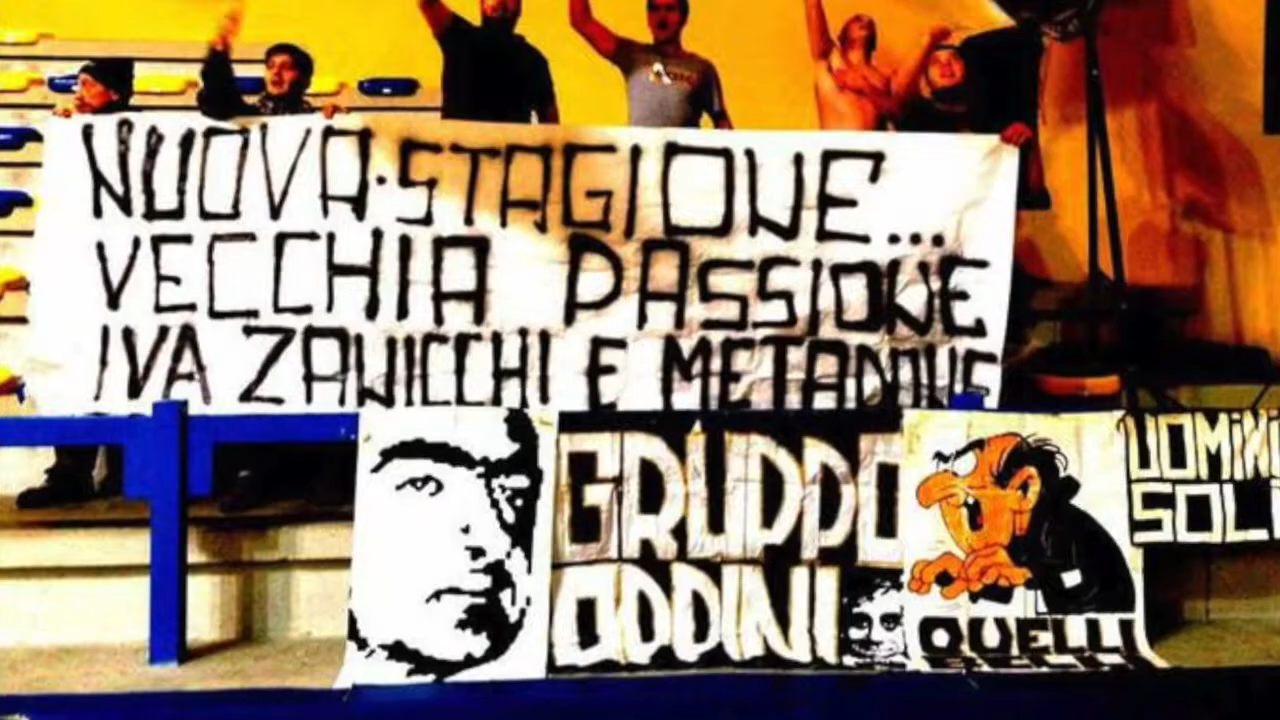 NUOVA·STAGIONE...
VECCHIA PASSIONE
IVA ZANICCHI E METADONE
GRUPPO
ODDINI
QUELLI
UOMINI
SOLI